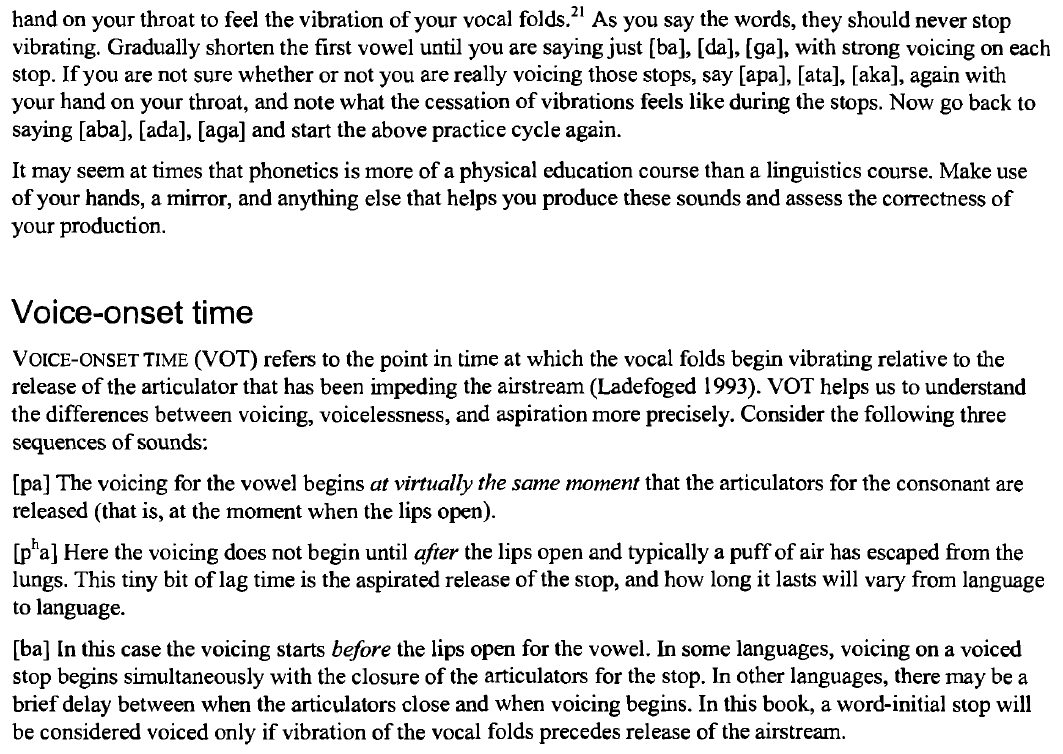 hand on your throat to feel the vibration of your vocal folds.²¹ As you say the words, they should never stop
vibrating. Gradually shorten the first vowel until you are saying just [ba], [da], [ga], with strong voicing on each
stop. If you are not sure whether or not you are really voicing those stops, say [apa], [ata], [aka], again with
your hand on your throat, and note what the cessation of vibrations feels like during the stops. Now go back to
saying [aba], [ada], [aga] and start the above practice cycle again.
It may seem at times that phonetics is more of a physical education course than a linguistics course. Make use
of your hands, a mirror, and anything else that helps you produce these sounds and assess the correctness of
your production.
Voice-onset time
VOICE-ONSET TIME (VOT) refers to the point in time at which the vocal folds begin vibrating relative to the
release of the articulator that has been impeding the airstream (Ladefoged 1993). VOT helps us to understand
the differences between voicing, voicelessness, and aspiration more precisely. Consider the following three
sequences of sounds:
[pa] The voicing for the vowel begins at virtually the same moment that the articulators for the consonant are
released (that is, at the moment when the lips open).
[pʰa] Here the voicing does not begin until after the lips open and typically a puff of air has escaped from the
lungs. This tiny bit of lag time is the aspirated release of the stop, and how long it lasts will vary from language
to language.
[ba] In this case the voicing starts before the lips open for the vowel. In some languages, voicing on a voiced
stop begins simultaneously with the closure of the articulators for the stop. In other languages, there may be a
brief delay between when the articulators close and when voicing begins. In this book, a word-initial stop will
be considered voiced only if vibration of the vocal folds precedes release of the airstream.